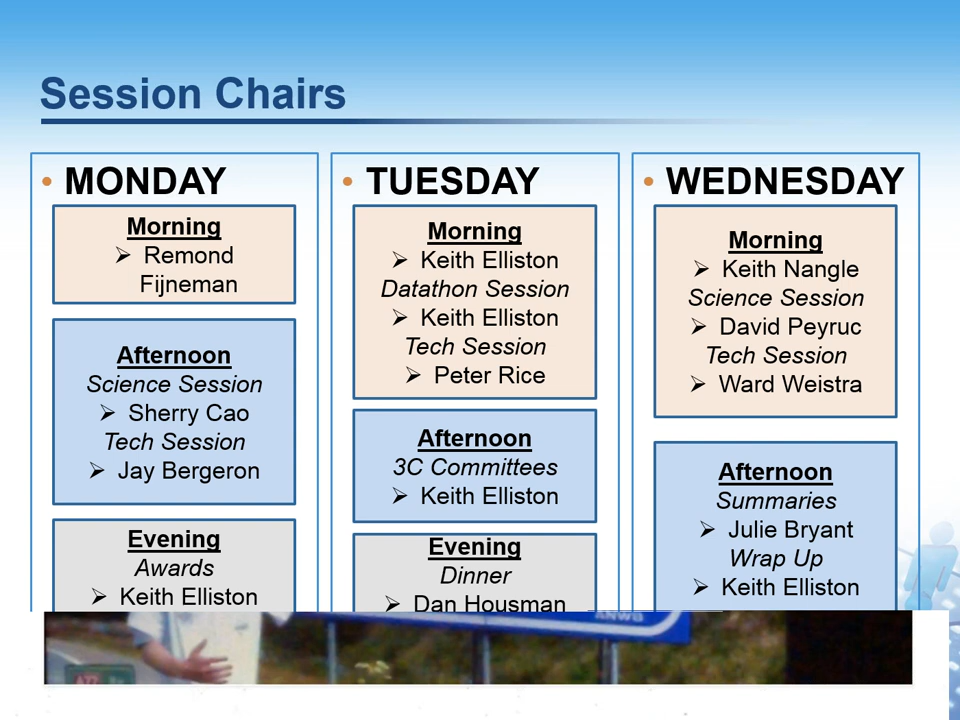 Session Chairs
• MONDAY
Morning
➢ Remond
Fijneman
Afternoon
Science Session
➢ Sherry Cao
Tech Session
➢ Jay Bergeron
Evening
Awards
➢ Keith Elliston
• TUESDAY
Morning
➢ Keith Elliston
Datathon Session
➢ Keith Elliston
Tech Session
➢ Peter Rice
Afternoon
3C Committees
➢ Keith Elliston
Evening
Dinner
➢ Dan Housman
• WEDNESDAY
Morning
➢ Keith Nangle
Science Session
➢ David Peyruc
Tech Session
➢ Ward Weistra
Afternoon
Summaries
➢ Julie Bryant
Wrap Up
➢ Keith Elliston
ANWB